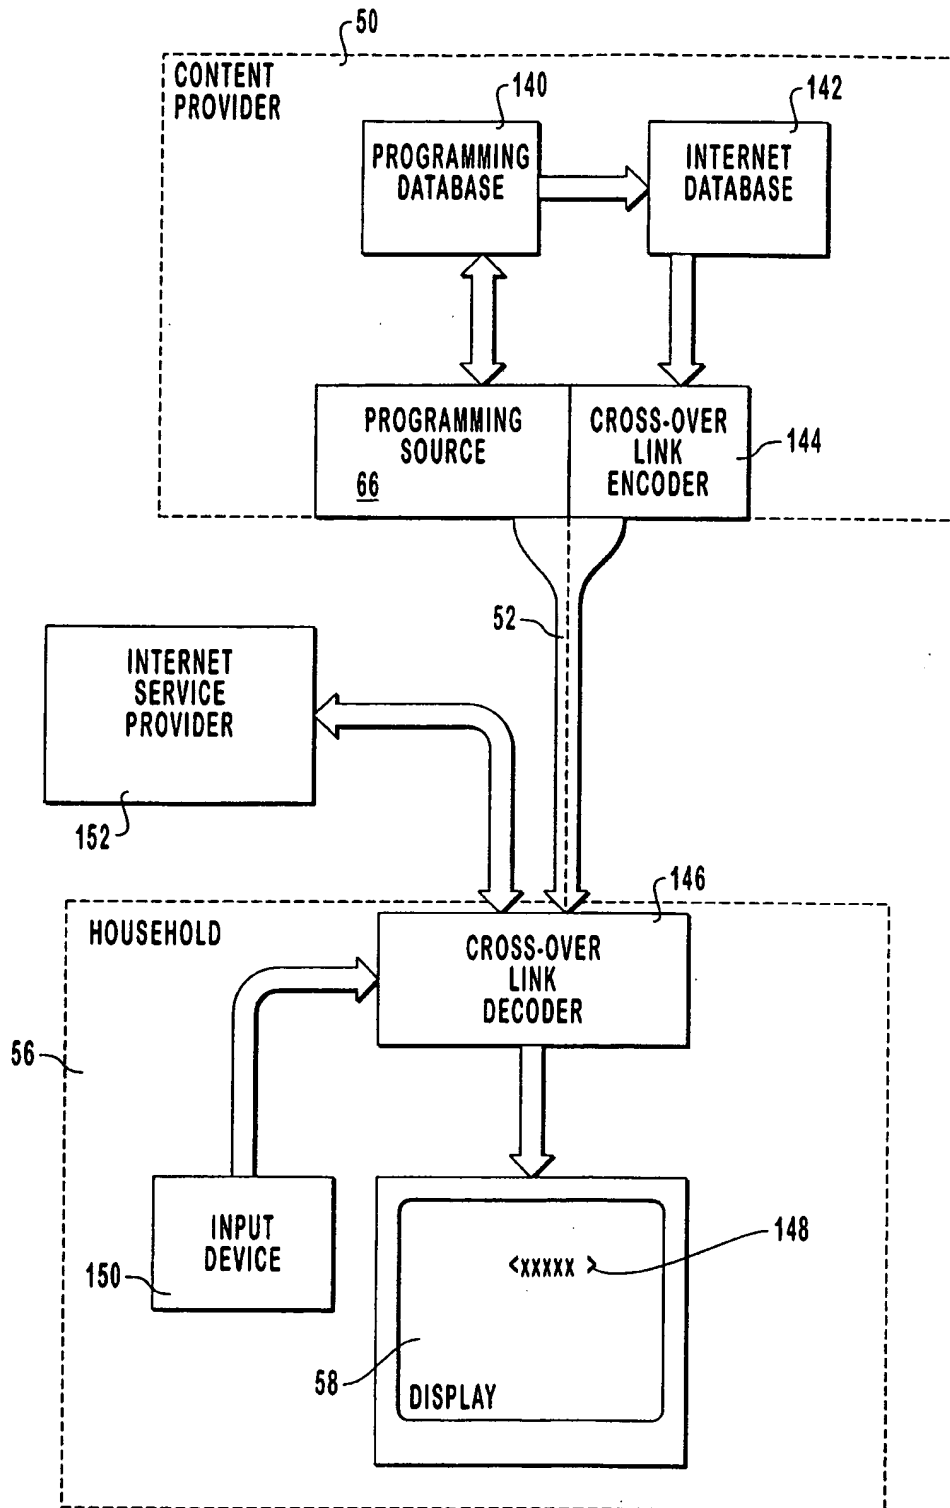 50
CONTENT
PROVIDER
140
142
PROGRAMMING
DATABASE
INTERNET
DATABASE
PROGRAMMING
SOURCE
66
CROSS-OVER
LINK
ENCODER
144
52
INTERNET
SERVICE
PROVIDER
152
146
HOUSEHOLD
CROSS-OVER
LINK
DECODER
56
INPUT
DEVICE
150
<xxxxx >
148
58
DISPLAY